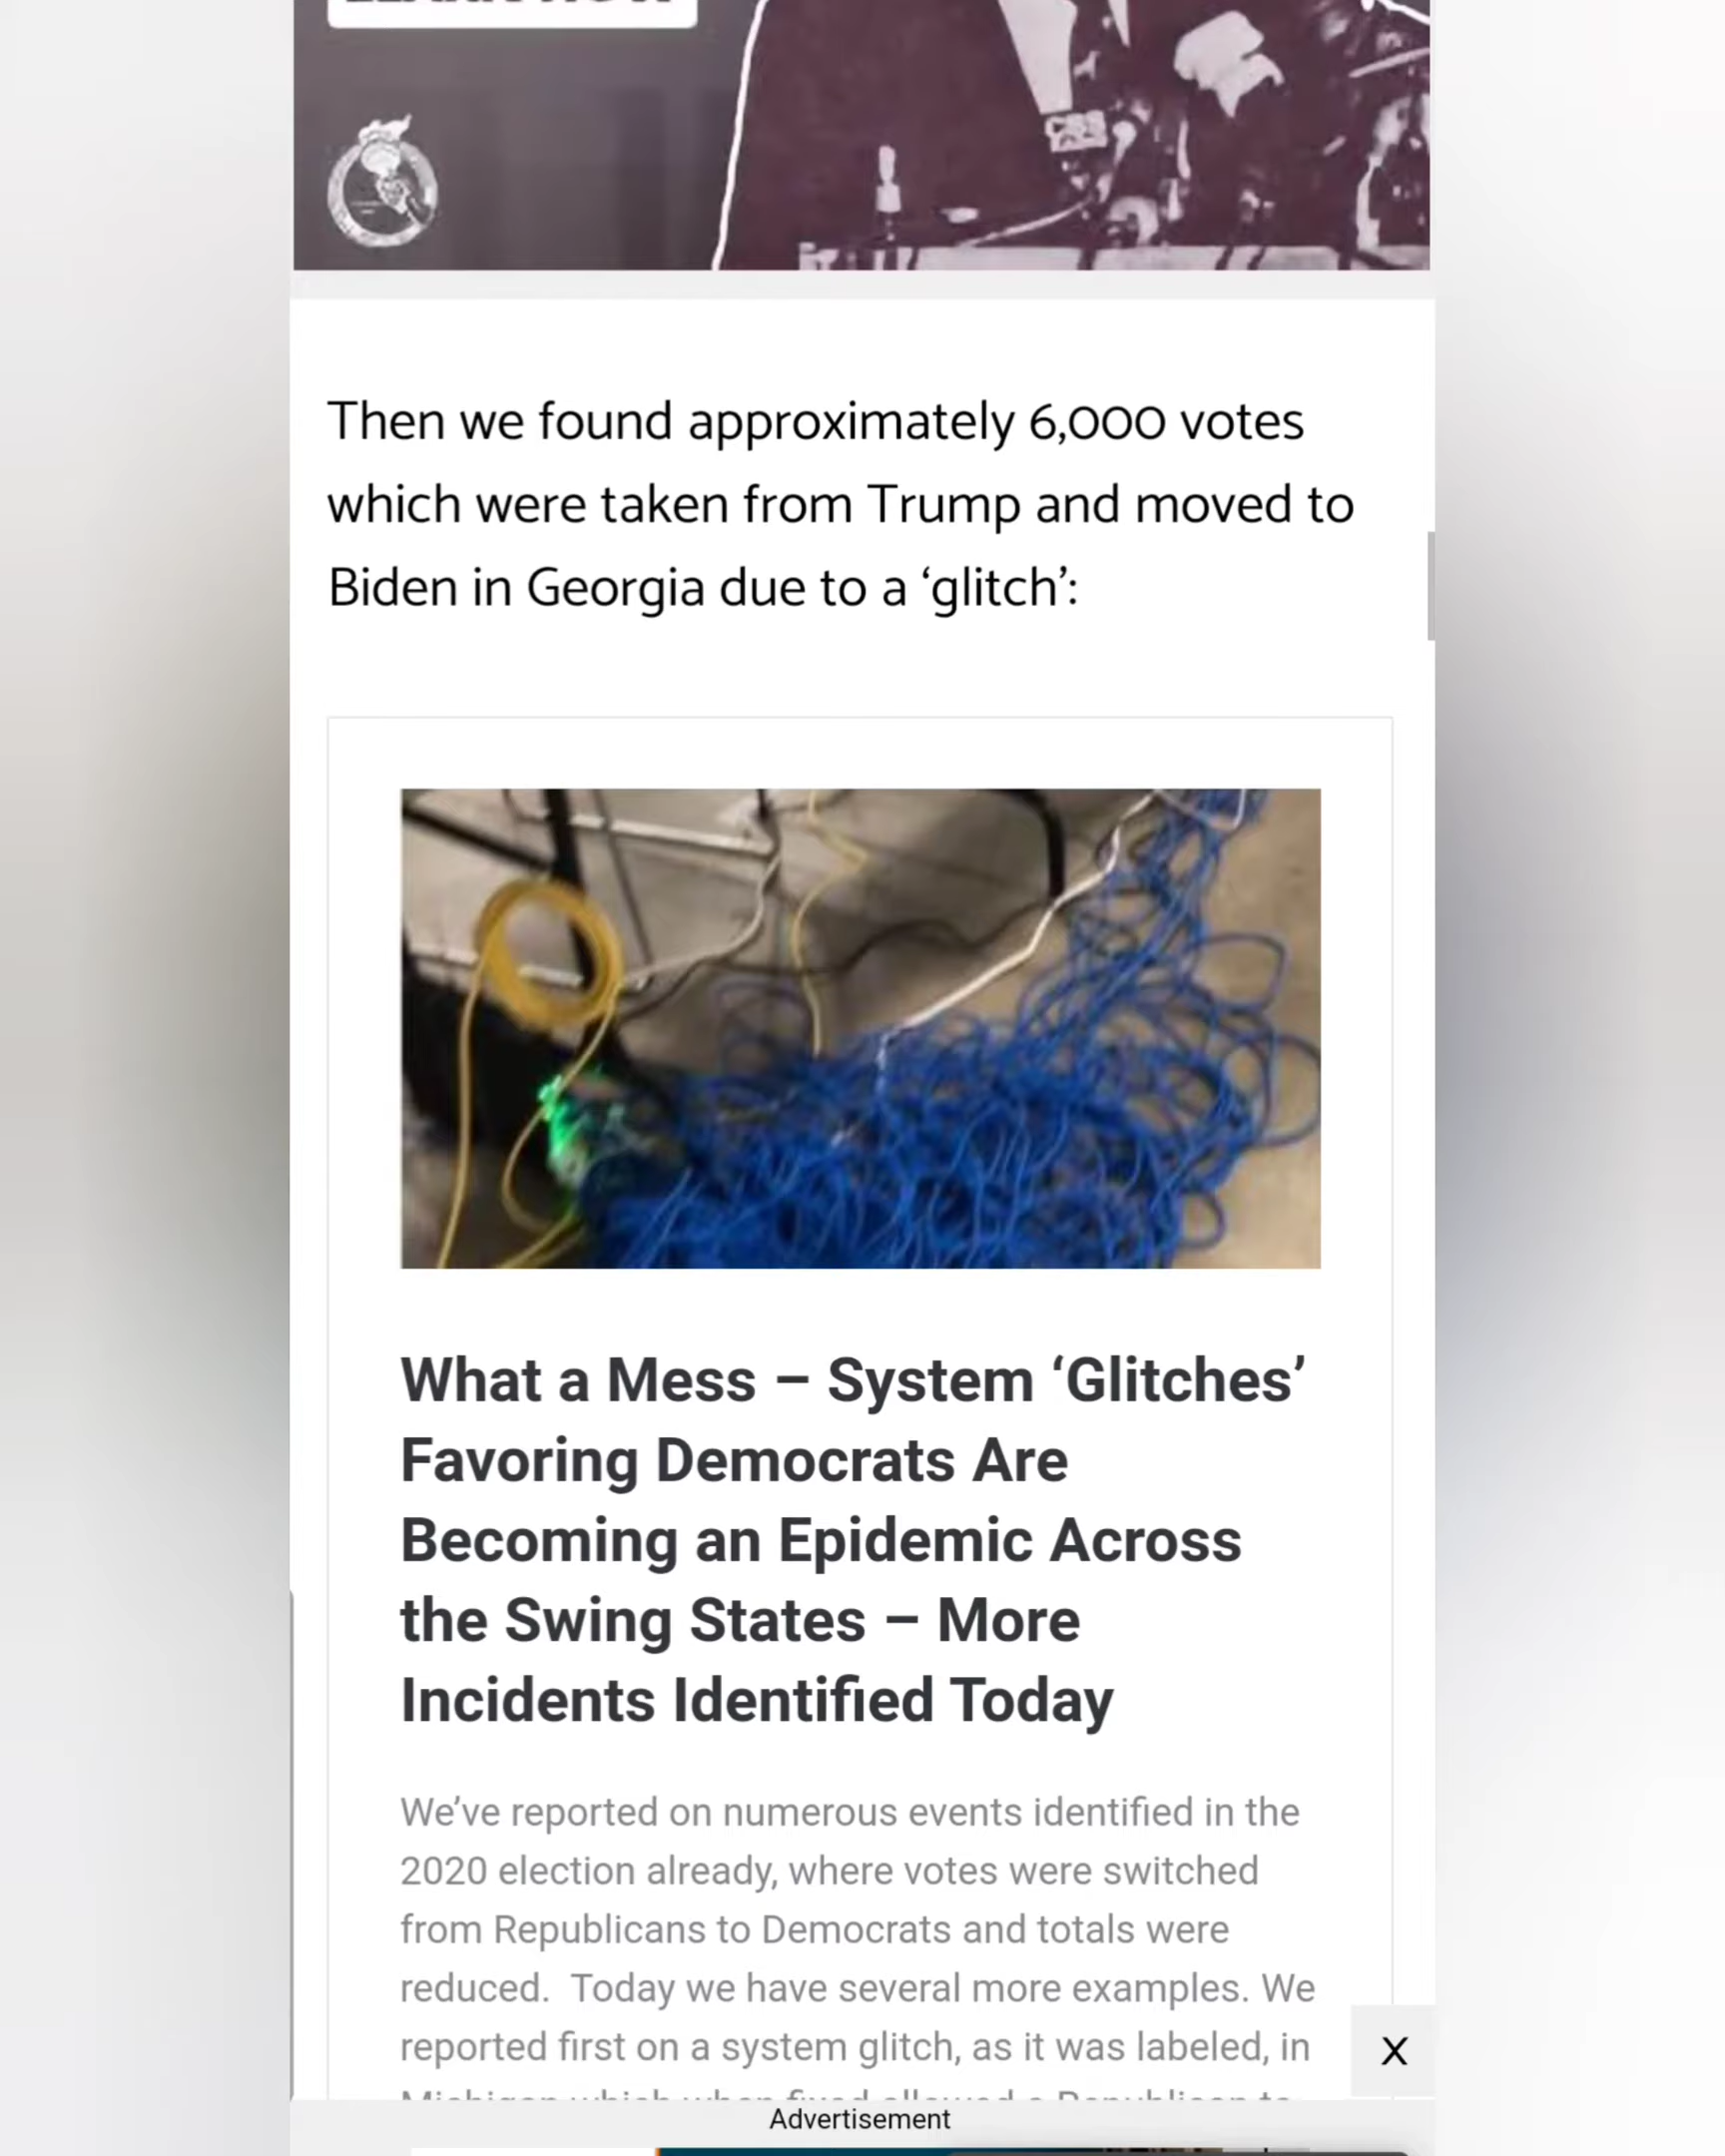 CBS
Then we found approximately 6,000 votes
which were taken from Trump and moved to
Biden in Georgia due to a ‘glitch’:
What a Mess – System ‘Glitches’
Favoring Democrats Are
Becoming an Epidemic Across
the Swing States – More
Incidents Identified Today
We’ve reported on numerous events identified in the
2020 election already, where votes were switched
from Republicans to Democrats and totals were
reduced.  Today we have several more examples. We
reported first on a system glitch, as it was labeled, in
X
Advertisement